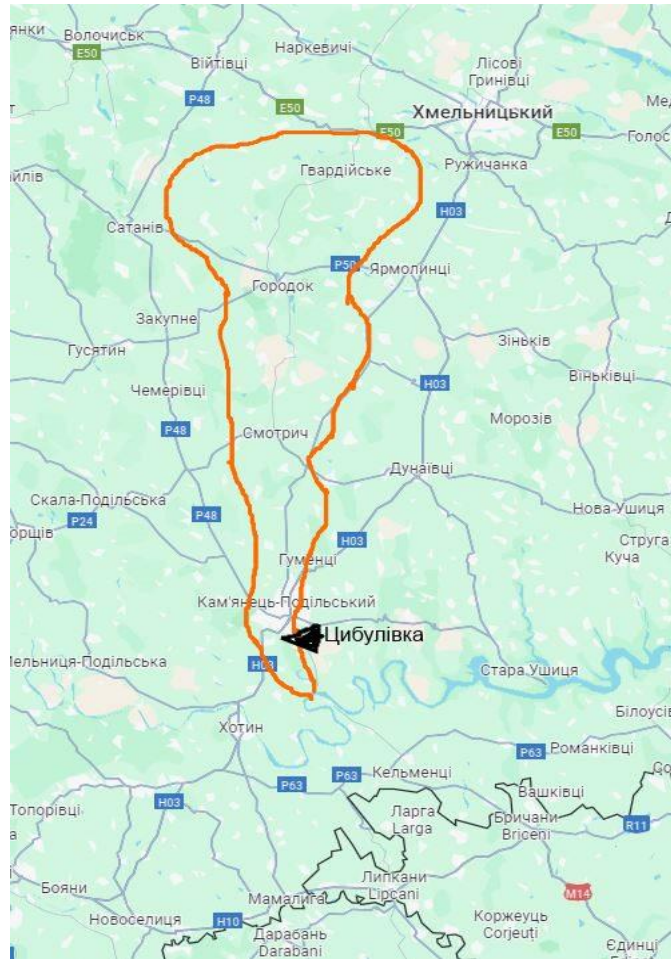 Волочиськ
E50
Наркевичі
Війтівці
Лісові
Гринівці
P48
E50
Хмельницький
E50
Гвардійське
Ружичанка
H03
Сатанів
P50
Ярмолинці
Городок
Закупне
Зіньків
Гусятин
Віньківці
Чемерівці
H03
Морозів
P48
Смотрич
Дунаївці
Скала-Подільська
Нова Ушиця
P24
P48
H03
Струга
Куча
Гуменці
Кам'янець-Подільський
Цибулівка
H03
Стара Ушиця
Хотин
P63
Романківці
P63
Кельменці
P63
Вашківці
H03
Ларга
Larga
Бричани
Briceni
R11
Топорівці
Бояни
Липкани
Lipcani
M14
Мамалига
Новоселиця
H10
Дарабань
Darabani
Коржеуць
Corjeuți
Єдинці